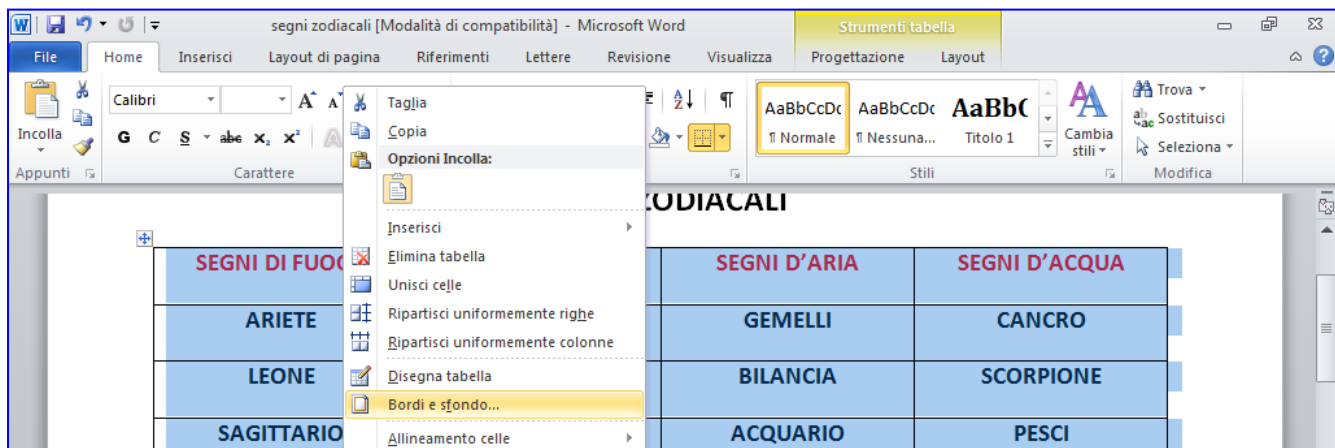 segni zodiacali [Modalità di compatibilità] - Microsoft Word
Strumenti tabella
File Home Inserisci Layout di pagina Riferimenti Lettere Revisione Visualizza Progettazione Layout
Incolla
Appunti
Calibri
G C S abc X₂ X²
Carattere
AaBbCcDc AaBbCcDc AaBbC
¶ Normale ¶ Nessuna... Titolo 1
Cambia
stili
Stili
Trova
Sostituisci
Seleziona
Modifica
Taglia
Copia
Opzioni Incolla:
Inserisci
Elimina tabella
Unisci celle
Ripartisci uniformemente righe
Ripartisci uniformemente colonne
Disegna tabella
Bordi e sfondo...
Allineamento celle
ZODIACALI
SEGNI DI FUOC SEGNI D'ARIA SEGNI D'ACQUA
ARIETE GEMELLI CANCRO
LEONE BILANCIA SCORPIONE
SAGITTARIO ACQUARIO PESCI